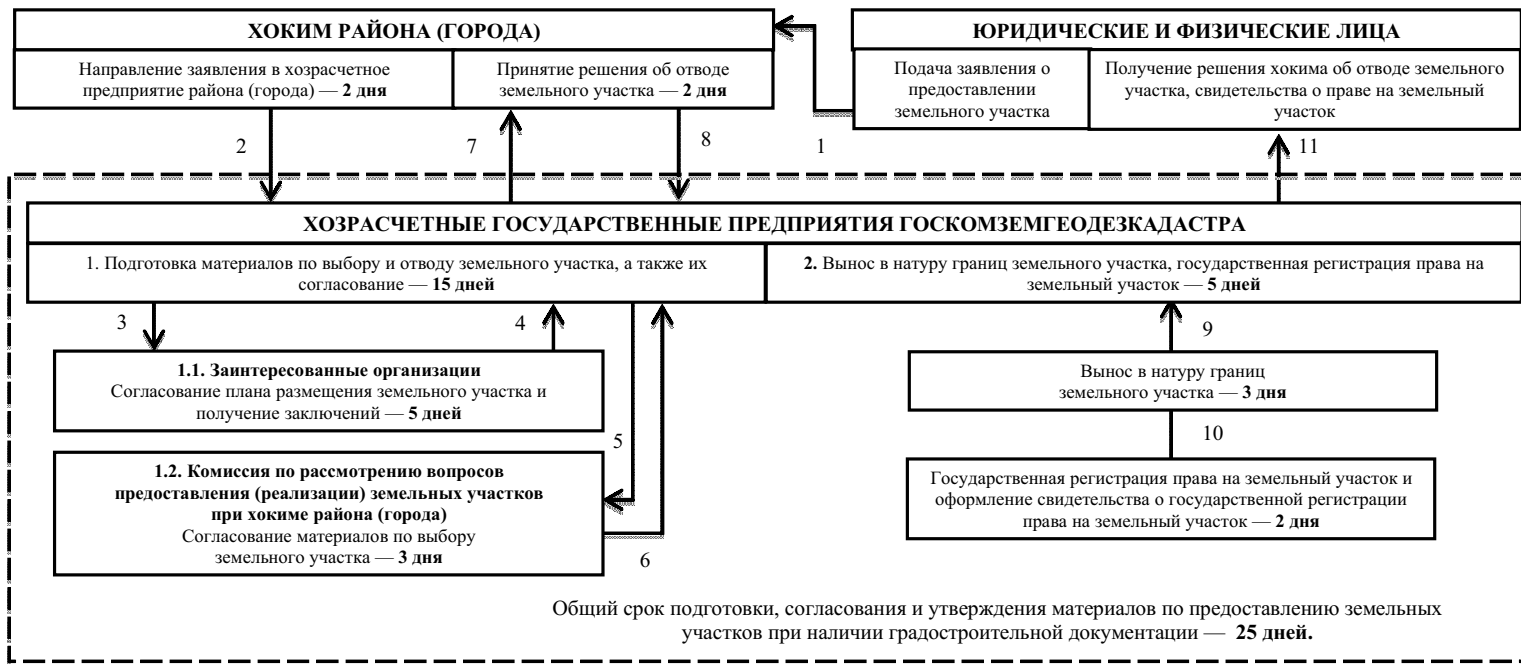 ХОКИМ РАЙОНА (ГОРОДА)
Направление заявления в хозрасчетное
предприятие района (города) — 2 дня
Принятие решения об отводе
земельного участка — 2 дня
ЮРИДИЧЕСКИЕ И ФИЗИЧЕСКИЕ ЛИЦА
Подача заявления о
предоставлении
земельного участка
Получение решения хокима об отводе земельного
участка, свидетельства о праве на земельный
участок
2
7
8
1
11
ХОЗРАСЧЕТНЫЕ ГОСУДАРСТВЕННЫЕ ПРЕДПРИЯТИЯ ГОСКОМЗЕМГЕОДЕЗКАДАСТРА
1. Подготовка материалов по выбору и отводу земельного участка, а также их
согласование — 15 дней
2. Вынос в натуру границ земельного участка, государственная регистрация права на
земельный участок — 5 дней
3
4
9
1.1. Заинтересованные организации
Согласование плана размещения земельного участка и
получение заключений — 5 дней
Вынос в натуру границ
земельного участка — 3 дня
5
10
1.2. Комиссия по рассмотрению вопросов
предоставления (реализации) земельных участков
при хокиме района (города)
Согласование материалов по выбору
земельного участка — 3 дня
6
Государственная регистрация права на земельный участок и
оформление свидетельства о государственной регистрации
права на земельный участок — 2 дня
Общий срок подготовки, согласования и утверждения материалов по предоставлению земельных
участков при наличии градостроительной документации — 25 дней.